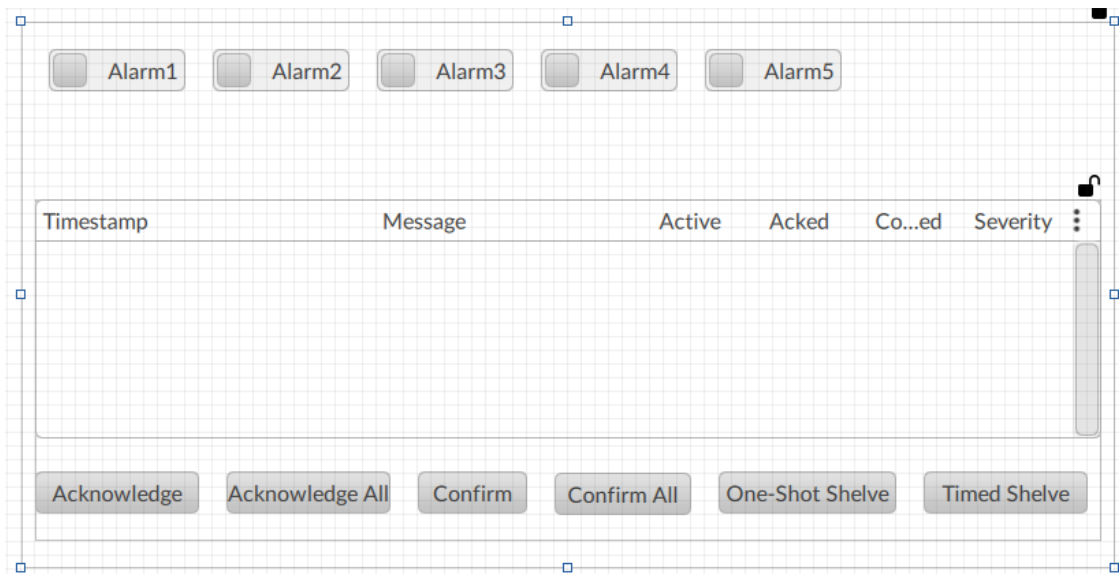 Alarm1 Alarm2 Alarm3 Alarm4 Alarm5
Timestamp Message Active Acked Co...ed Severity
Acknowledge Acknowledge All Confirm Confirm All One-Shot Shelve Timed Shelve